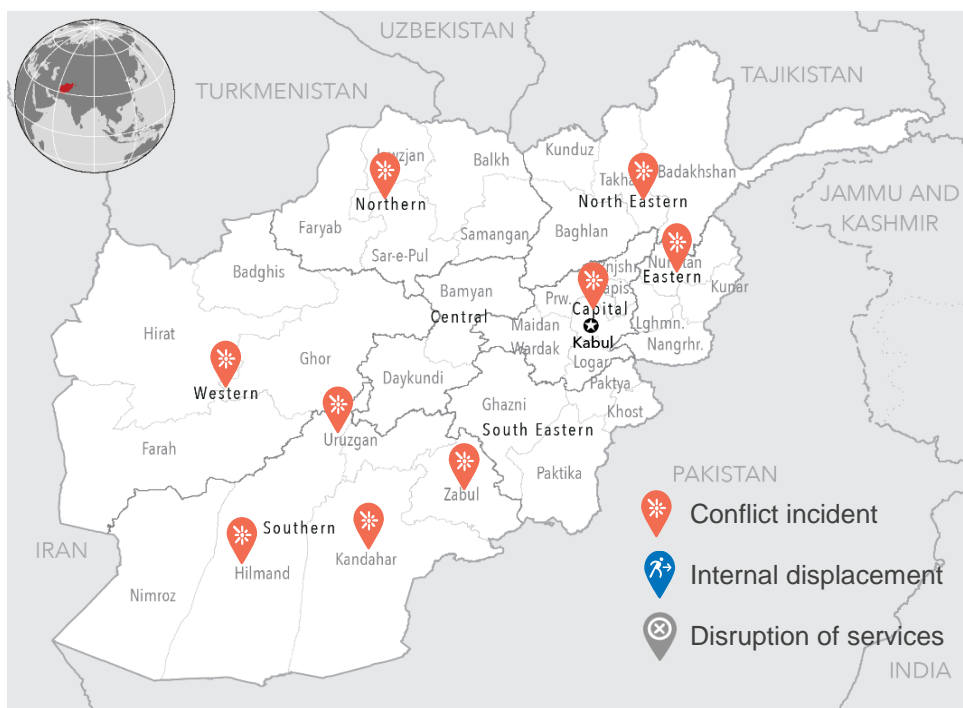 UZBEKISTAN
TAJIKISTAN
TURKMENISTAN
Kunduz
Balkh
Badakhshan
JAMMU AND
KASHMIR
Northern
North Eastern
Faryab
Baghlan
Samangan
Sar-e-Pul
Badghis
Eastern
Kunar
Bamyan
Prw.
Capital
Central
Hirat
Maidan
Wardak
Lghmn.
Kabul
Nangrhr.
Ghor
Logar
Daykundi
Paktya
Western
Ghazni
Khost
South Eastern
Uruzgan
Farah
Paktika
PAKISTAN
Zabul
Conflict incident
Southern
IRAN
Kandahar
Hilmand
Internal displacement
Nimroz
Disruption of services
INDIA